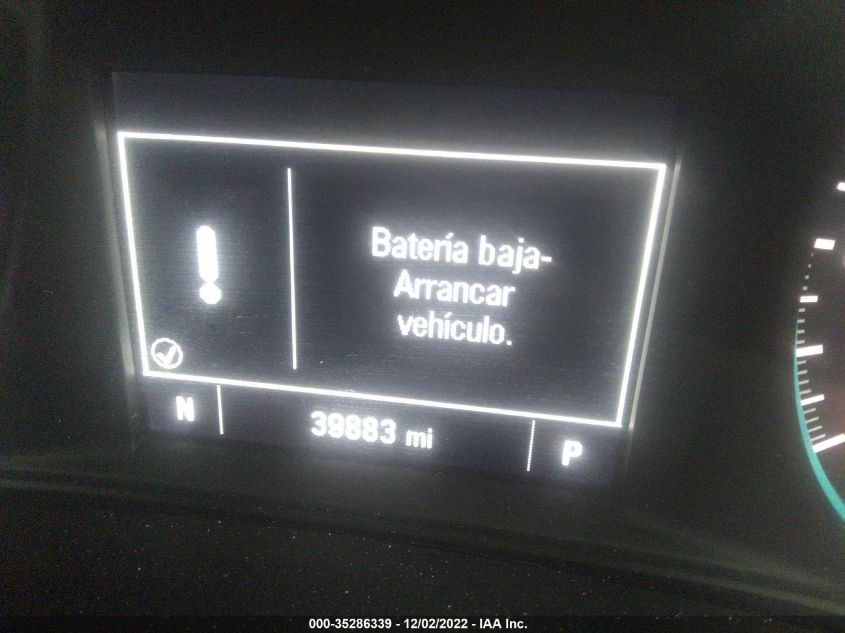 Batería baja-
Arrancar
vehículo.
N 39883 mi P
000-35286339 - 12/02/2022 - IAA Inc.